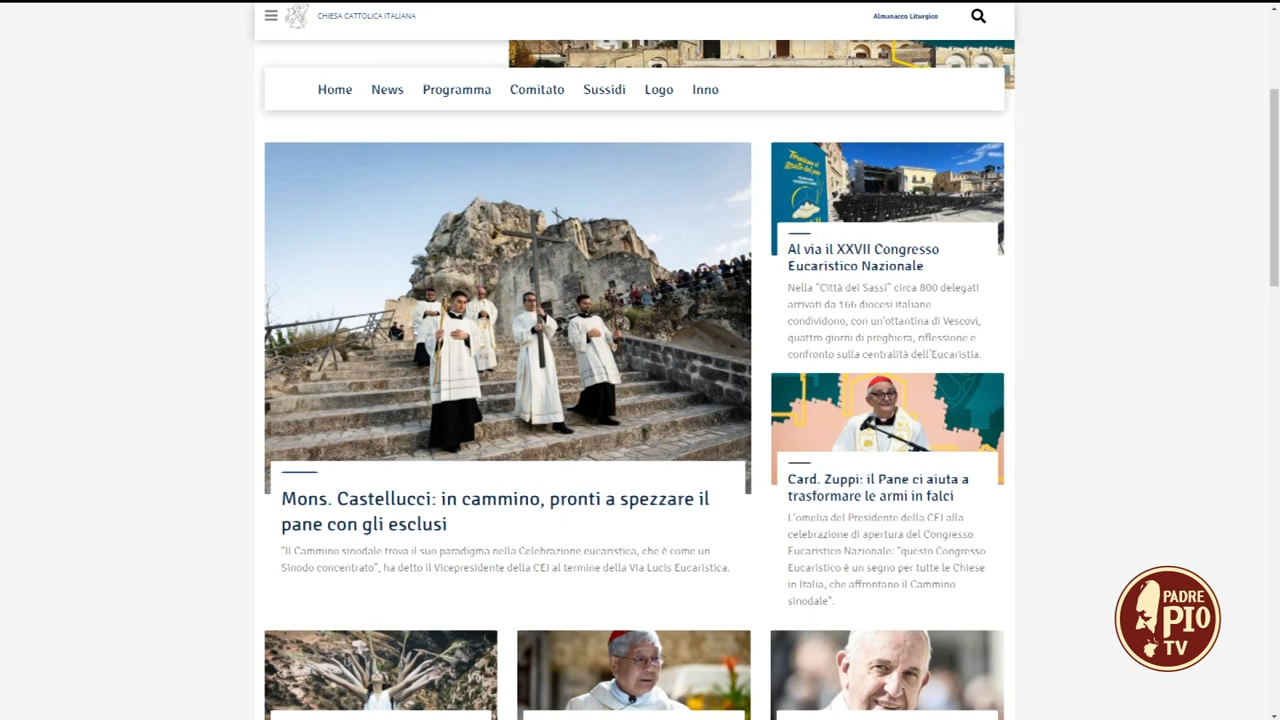 CHIESA CATTOLICA ITALIANA
Almanacco Liturgico
Home
News
Programma
Comitato
Sussidi
Logo
Inno
Mons. Castellucci: in cammino, pronti a spezzare il
pane con gli esclusi
"Il Cammino sinodale trova il suo paradigma nella Celebrazione eucaristica, che è come un
Sinodo concentrato", ha detto il Vicepresidente della CEI al termine della Via Lucis Eucaristica.
Torniamo al
gusto del pane
Al via il XXVII Congresso
Eucaristico Nazionale
Nella "Città dei Sassi" circa 800 delegati
arrivati da 166 diocesi italiane
condividono, con un'ottantina di Vescovi,
quattro giorni di preghiera, riflessione e
confronto sulla centralità dell'Eucaristia.
Card. Zuppi: il Pane ci aiuta a
trasformare le armi in falci
L'omelia del Presidente della CEI alla
celebrazione di apertura del Congresso
Eucaristico Nazionale: "questo Congresso
Eucaristico è un segno per tutte le Chiese
in Italia, che affrontano il Cammino
sinodale".
PADRE
PIO
TV